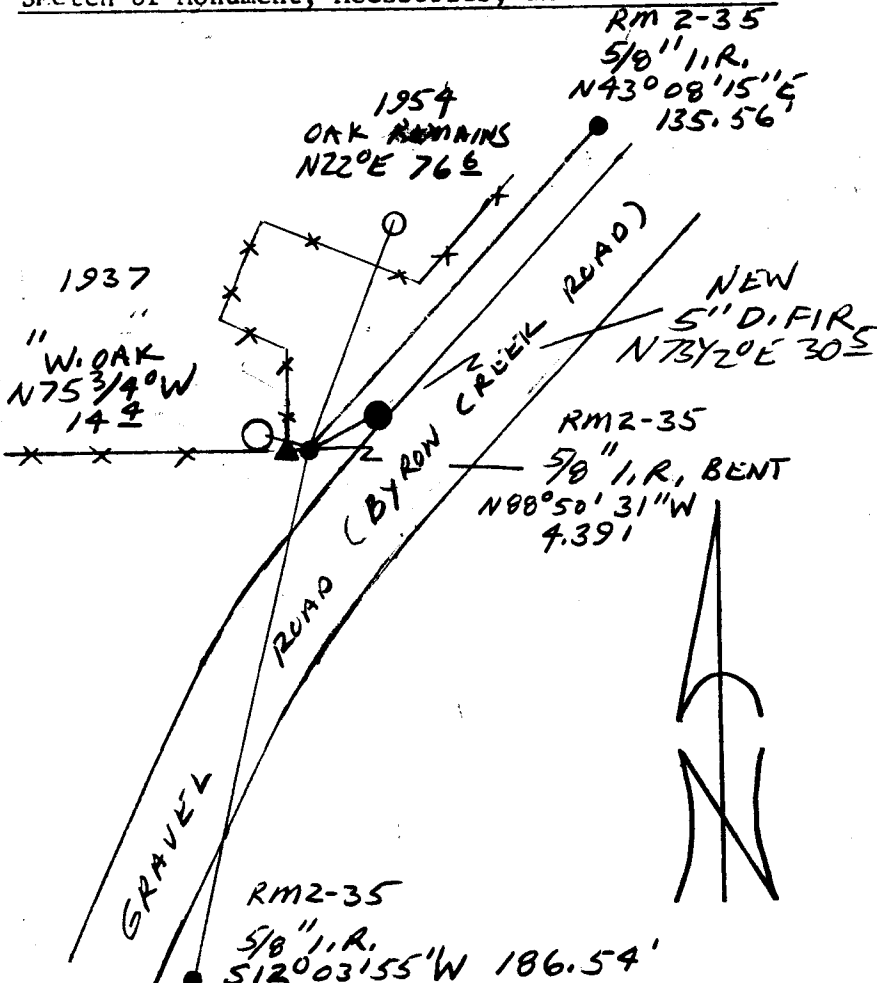 Sketch of Monument, Accessories,
RM 2-35
5/8" I.R.
N43° 08' 15" E
135.56'
1954
OAK REMAINS
N22°E 76 6
1937
" "
W. OAK
N75 3/4° W
14 4
NEW
5" D. FIR
N 73 1/2° E 30 5
RM2-35
5/8" I.R., BENT
N88° 50' 31" W
4.391
GRAVEL ROAD (BYRON CREEK ROAD)
RM2-35
5/8" I.R.
S12° 03' 55" W 186.54'